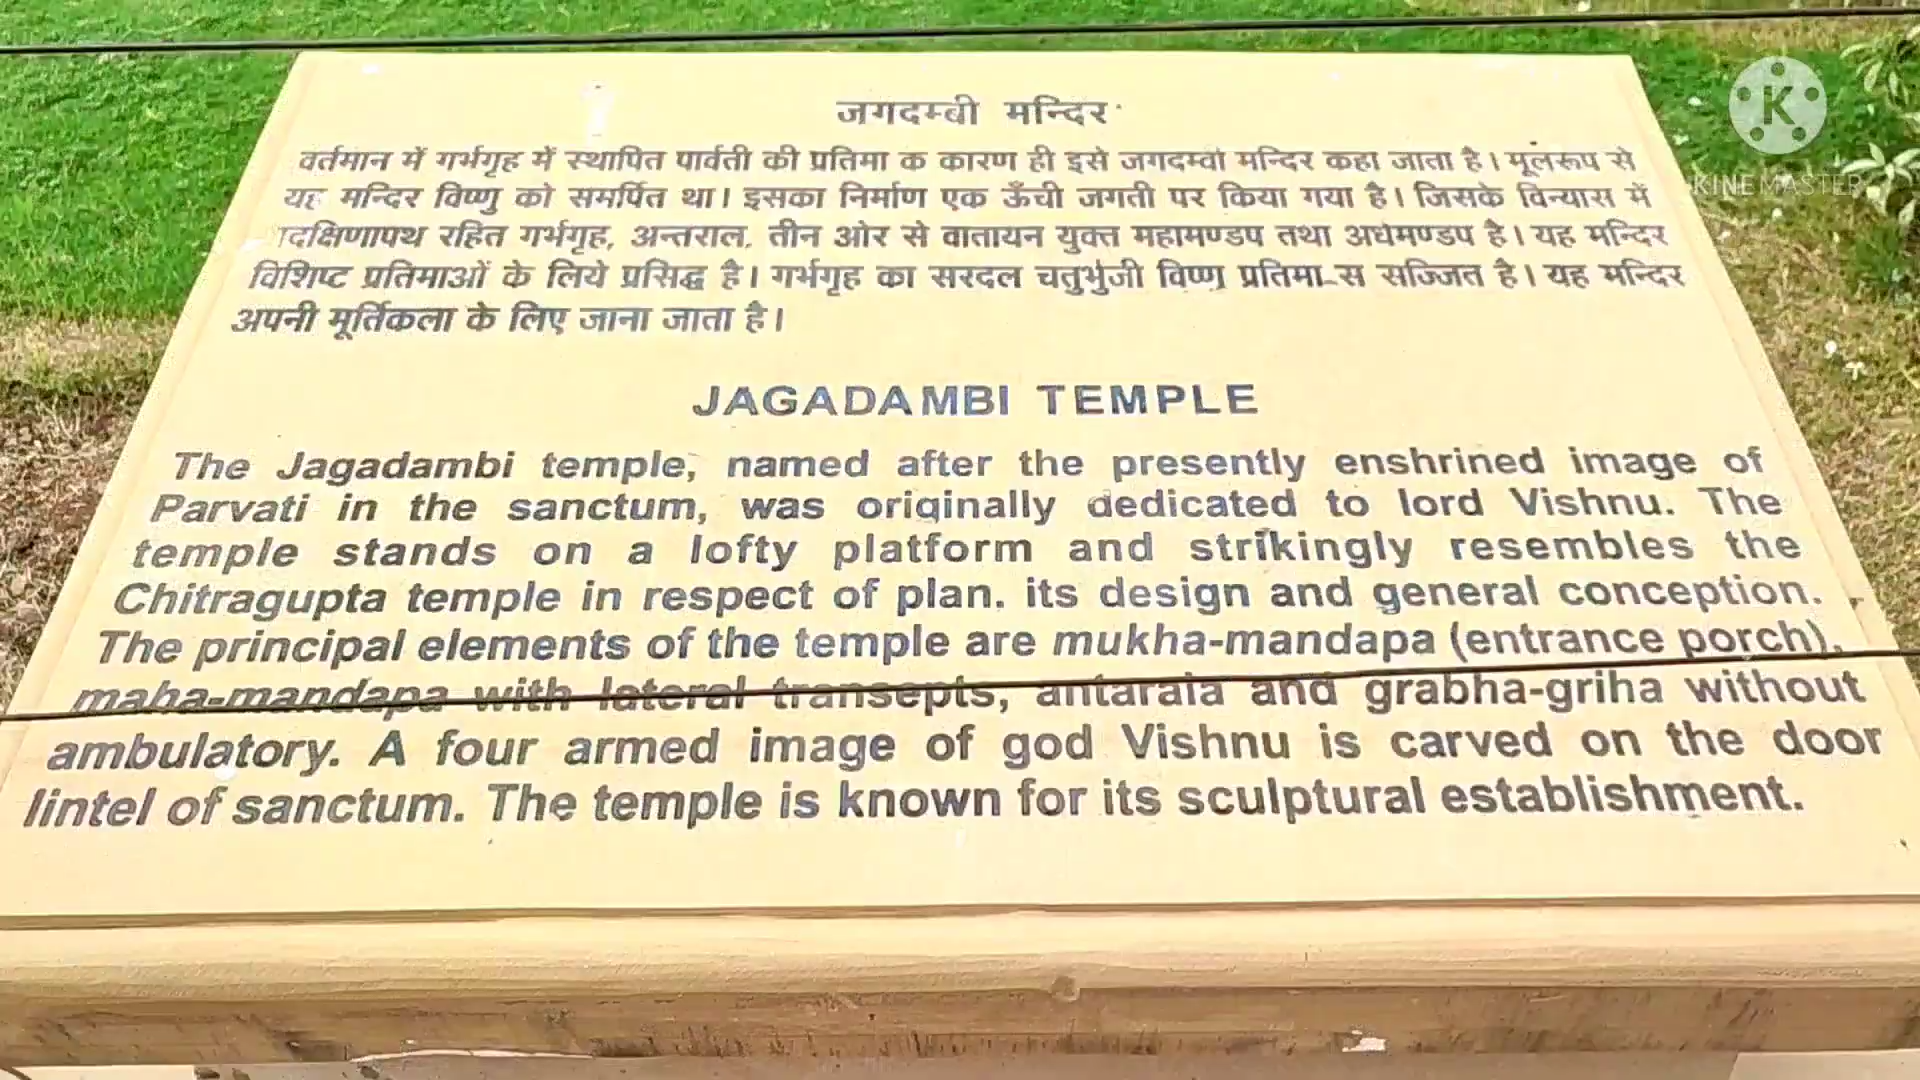 जगदम्बी मन्दिर
वर्तमान में गर्भगृह में स्थापित पार्वती की प्रतिमा क कारण ही इसे जगदम्वी मन्दिर कहा जाता है। मूलरूप से
यह मन्दिर विष्णु को समर्पित था। इसका निर्माण एक ऊँची जगती पर किया गया है। जिसके विन्यास में
रहित गर्भगृह, अन्तराल, तीन ओर से वातायन युक्त महामण्डप तथा अर्धमण्डप है। यह मन्दिर
विशिष्ट प्रतिमाओं के लिये प्रसिद्ध है। गर्भगृह का सरदल चतुर्भुजी विष्णु प्रतिमा स सज्जित है। यह मन्दिर
अपनी मूर्तिकला के लिए जाना जाता है।
JAGADAMBI TEMPLE
The Jagadambi temple, named after the presently enshrined image of
Parvati in the sanctum, was originally dedicated to lord Vishnu. The
temple stands on a lofty platform and strikingly resembles the
Chitragupta temple in respect of plan, its design and general conception.
The principal elements of the temple are mukha-mandapa (entrance porch),
maha-mandapa with lateral transepts, antarala and grabha-griha without
ambulatory. A four armed image of god Vishnu is carved on the door
lintel of sanctum. The temple is known for its sculptural establishment.
K
KINEMASTER